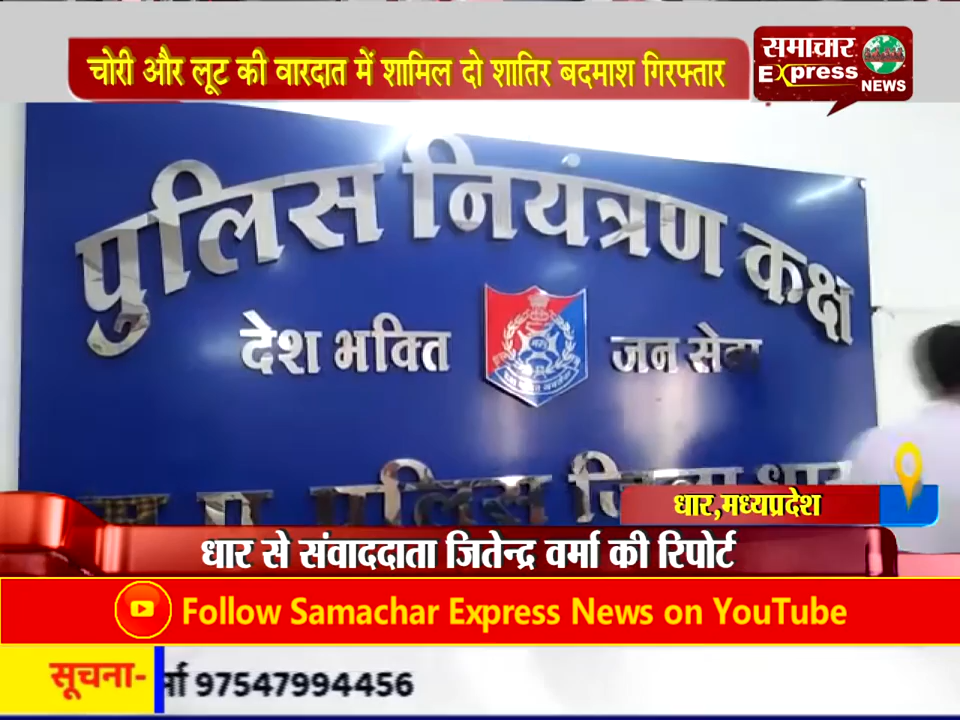 चोरी और लूट की वारदात में शामिल दो शातिर बदमाश गिरफ्तार
समाचार
Express
NEWS
पुलिस नियंत्रण कक्ष
देश भक्ति
जन सेवा
म. प्र. पुलिस जिला धार
धार,मध्यप्रदेश
धार से संवाददाता जितेन्द्र वर्मा की रिपोर्ट
Follow Samachar Express News on YouTube
सूचना- र्मा 97547994456